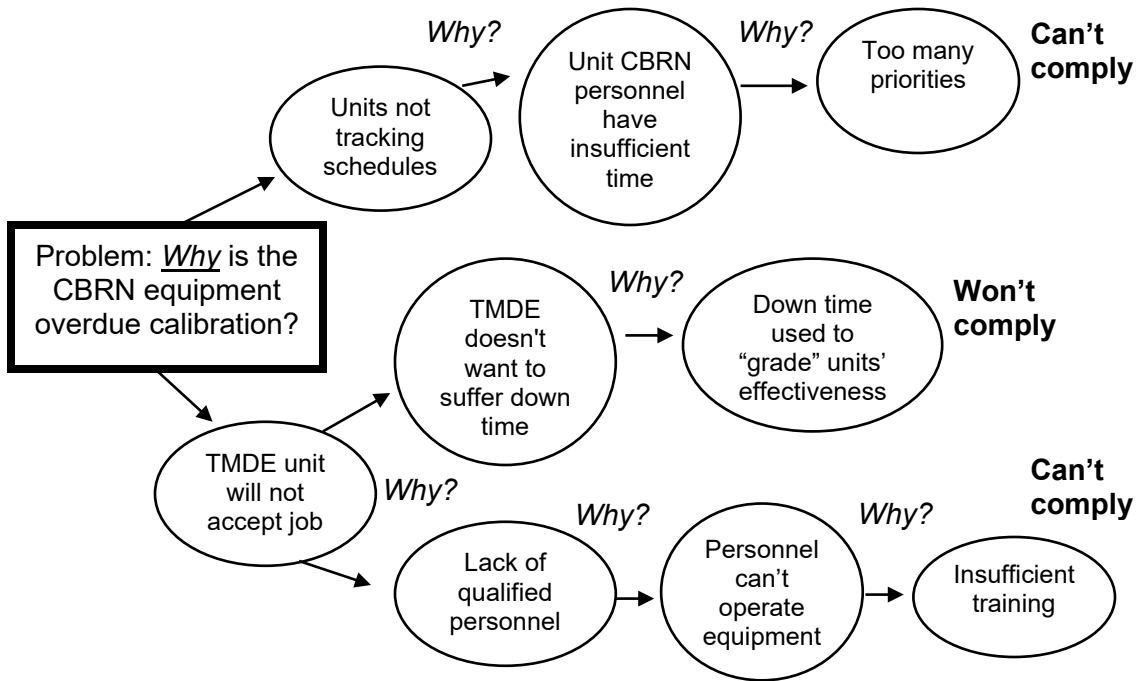 Why?
Why?
Can't
comply
Too many
priorities
Unit CBRN
personnel
have
insufficient
time
Units not
tracking
schedules
Problem: Why is the
CBRN equipment
overdue calibration?
Why?
Won't
comply
TMDE
doesn't
want to
suffer down
time
Down time
used to
“grade” units'
effectiveness
TMDE unit
will not
accept job
Why?
Why?
Why?
Can't
comply
Lack of
qualified
personnel
Personnel
can't
operate
equipment
Insufficient
training